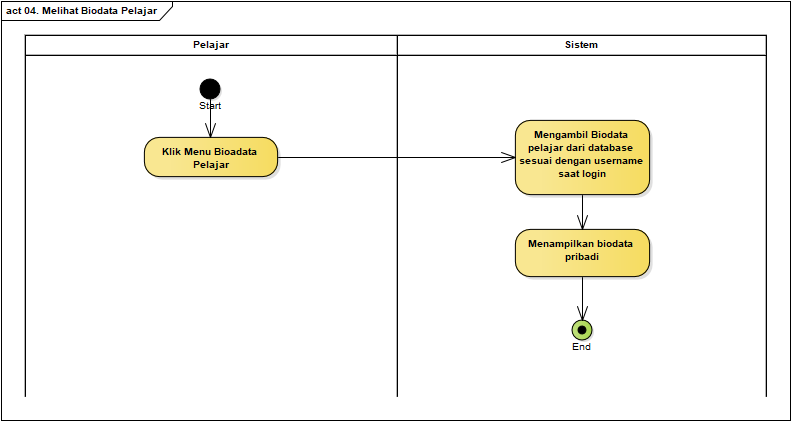 act 04. Melihat Biodata Pelajar
Pelajar
Sistem
Start
Klik Menu Bioadata
Pelajar
Mengambil Biodata
pelajar dari database
sesuai dengan username
saat login
Menampilkan biodata
pribadi
End